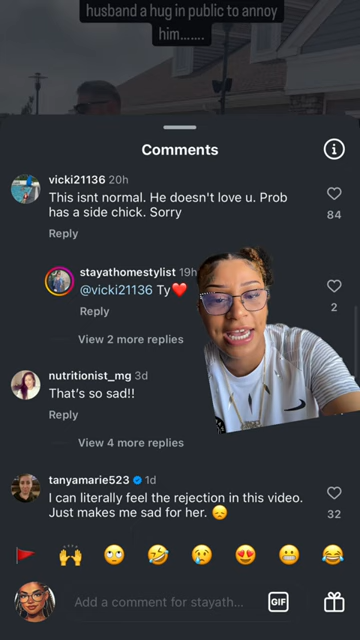 husband a hug in public to annoy
him.......
Comments
vicki21136 20h
This isnt normal. He doesn't love u. Prob
has a side chick. Sorry
84
Reply
stayathomestylist 19h
@vicki21136 Ty❤️
2
Reply
View 2 more replies
nutritionist_mg 3d
That's so sad!!
Reply
View 4 more replies
tanyamarie523 1d
I can literally feel the rejection in this video.
Just makes me sad for her. 😞
32
Add a comment for stayath...
GIF